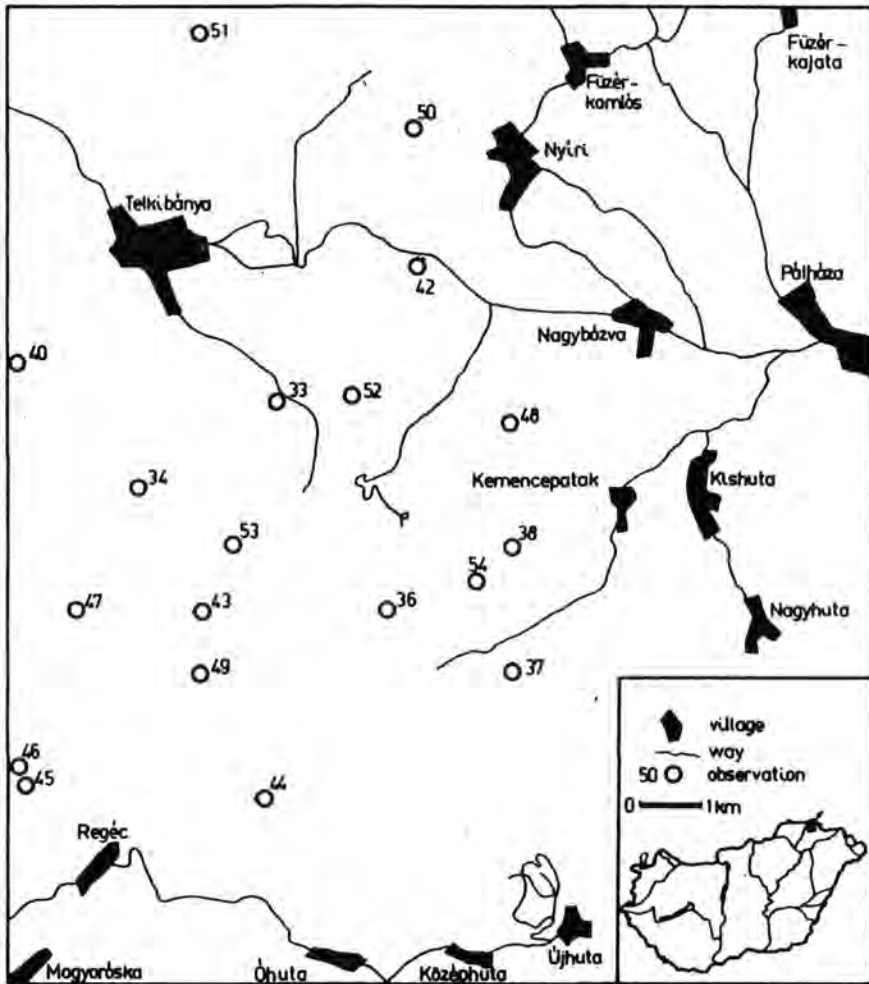 51
Füzér-
kajata
Füzér-
komlós
50
Nyíri
Telkibánya
42
Pálháza
Nagybózva
40
33
52
48
34
Kemencepatak
Kishuta
53
38
54
47
43
36
Nagyhuta
49
37
46
45
44
village
way
50 observation
0 1km
Regéc
Mogyoróska
Óhuta
Középhuta
Újhuta